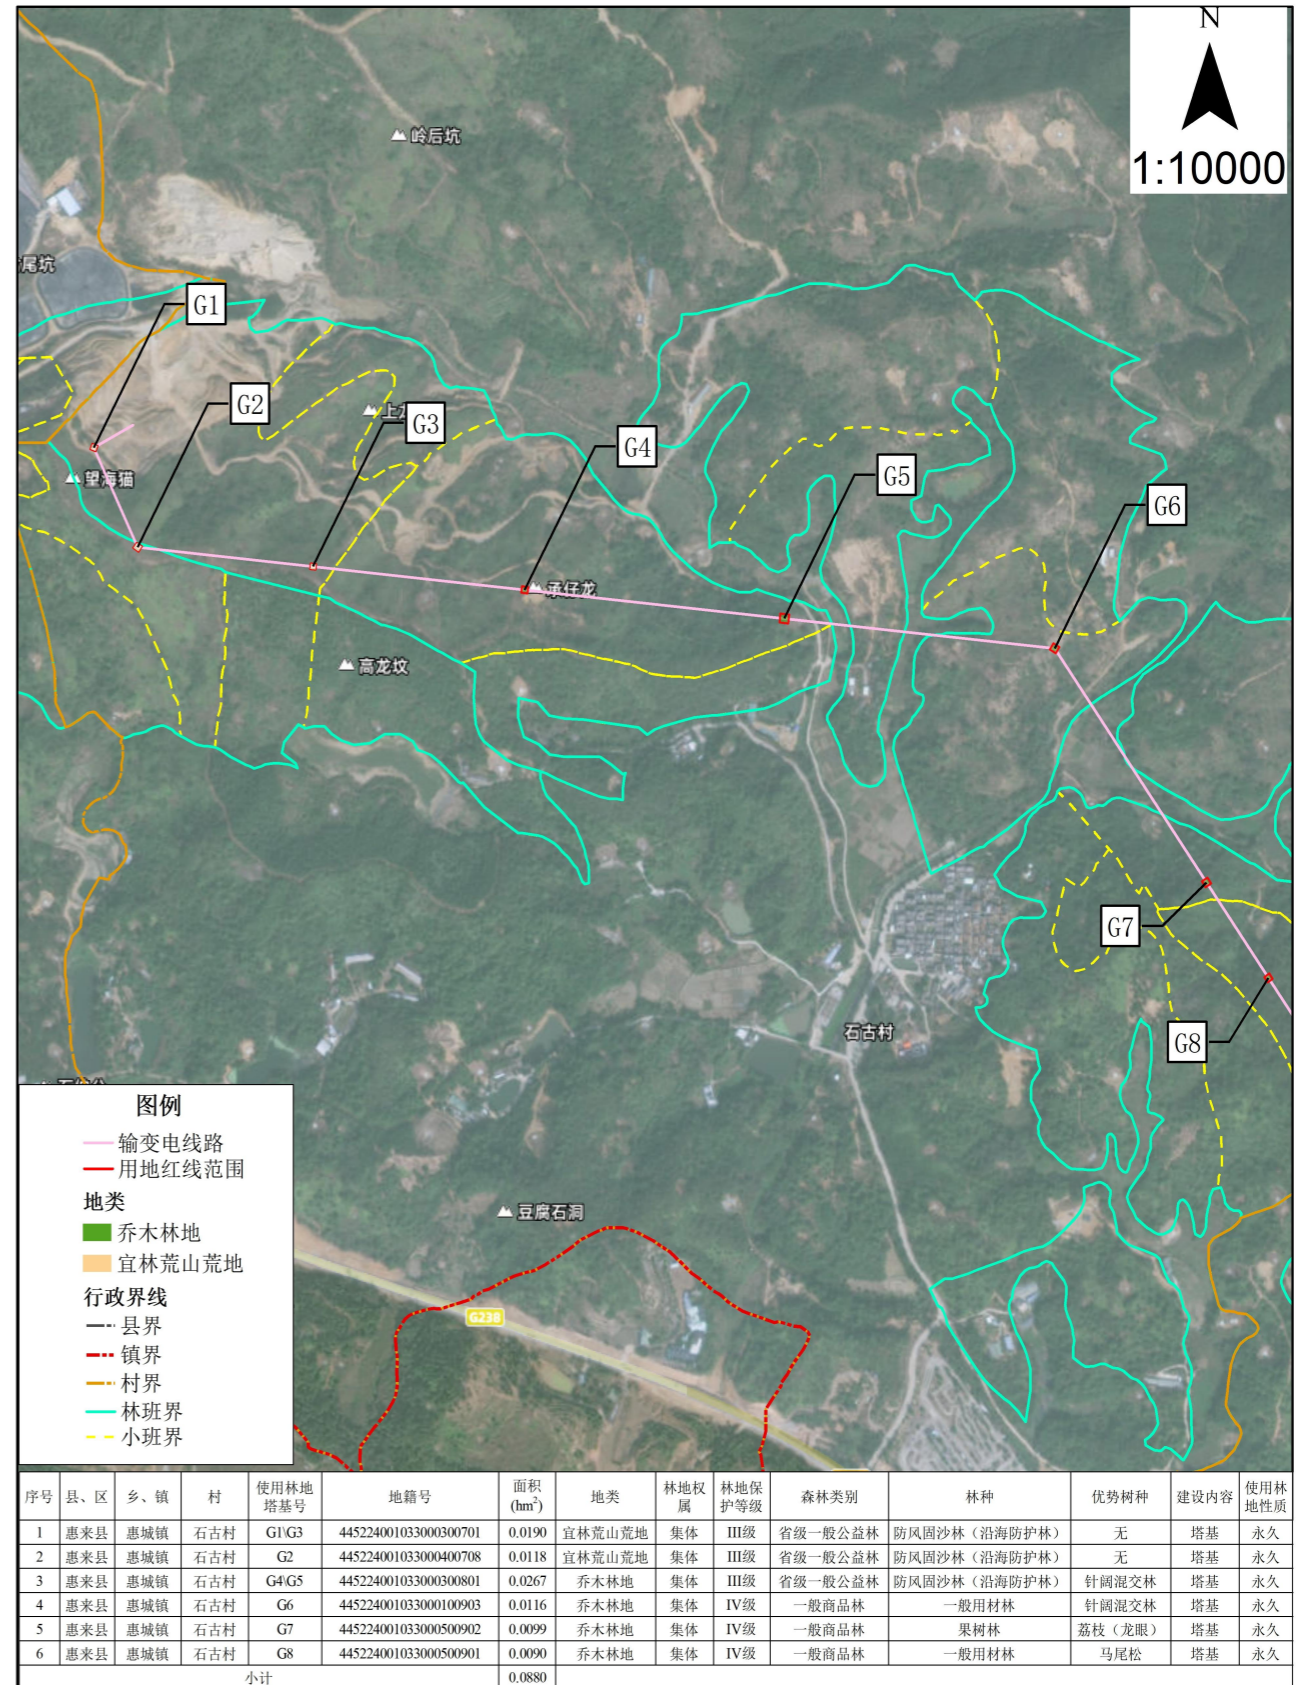 N
1:10000
岭后坑
尾坑
G1
G2
G3
G4
G5
G6
望海猫
承仔龙
高龙坟
G7
G8
石古村
豆腐石洞
G238
图例
输变电线路
用地红线范围
地类
乔木林地
宜林荒山荒地
行政界线
县界
镇界
村界
林班界
小班界
序号 县、区 乡、镇 村 使用林地塔基号 地籍号 面积(hm²) 地类 林地权属 林地保护等级 森林类别 林种 优势树种 建设内容 使用林地性质
1 惠来县 惠城镇 石古村 G1\G3 445224001033000300701 0.0190 宜林荒山荒地 集体 III级 省级一般公益林 防风固沙林（沿海防护林） 无 塔基 永久
2 惠来县 惠城镇 石古村 G2 445224001033000400708 0.0118 宜林荒山荒地 集体 III级 省级一般公益林 防风固沙林（沿海防护林） 无 塔基 永久
3 惠来县 惠城镇 石古村 G4\G5 445224001033000300801 0.0267 乔木林地 集体 III级 省级一般公益林 防风固沙林（沿海防护林） 针阔混交林 塔基 永久
4 惠来县 惠城镇 石古村 G6 445224001033000100903 0.0116 乔木林地 集体 IV级 一般商品林 一般用材林 针阔混交林 塔基 永久
5 惠来县 惠城镇 石古村 G7 445224001033000500902 0.0099 乔木林地 集体 IV级 一般商品林 果树林 荔枝（龙眼） 塔基 永久
6 惠来县 惠城镇 石古村 G8 445224001033000500901 0.0090 乔木林地 集体 IV级 一般商品林 一般用材林 马尾松 塔基 永久
小计 0.0880